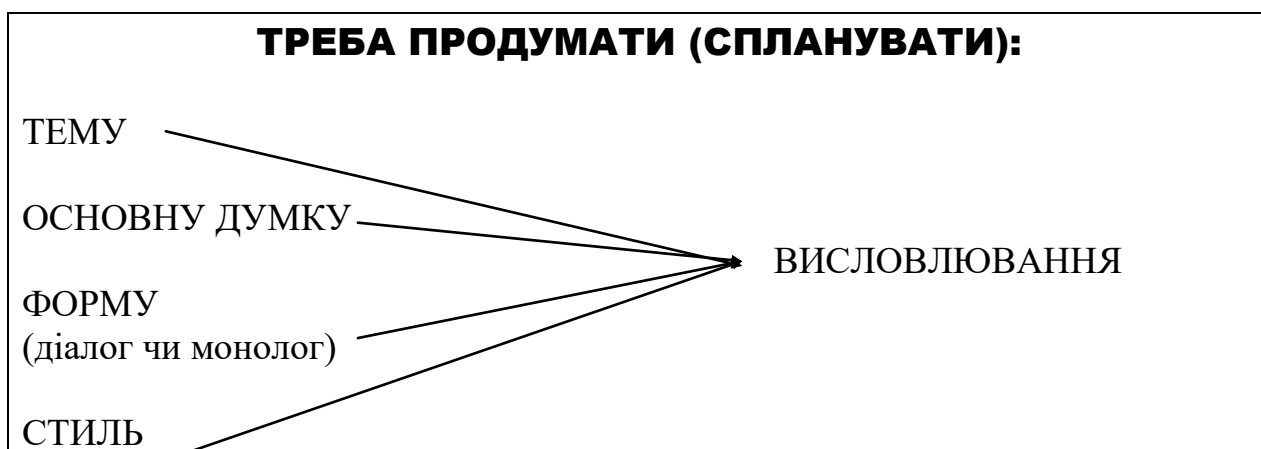 ТРЕБА ПРОДУМАТИ (СПЛАНУВАТИ):
ТЕМУ
ОСНОВНУ ДУМКУ
ВИСЛОВЛЮВАННЯ
ФОРМУ
(діалог чи монолог)
СТИЛЬ